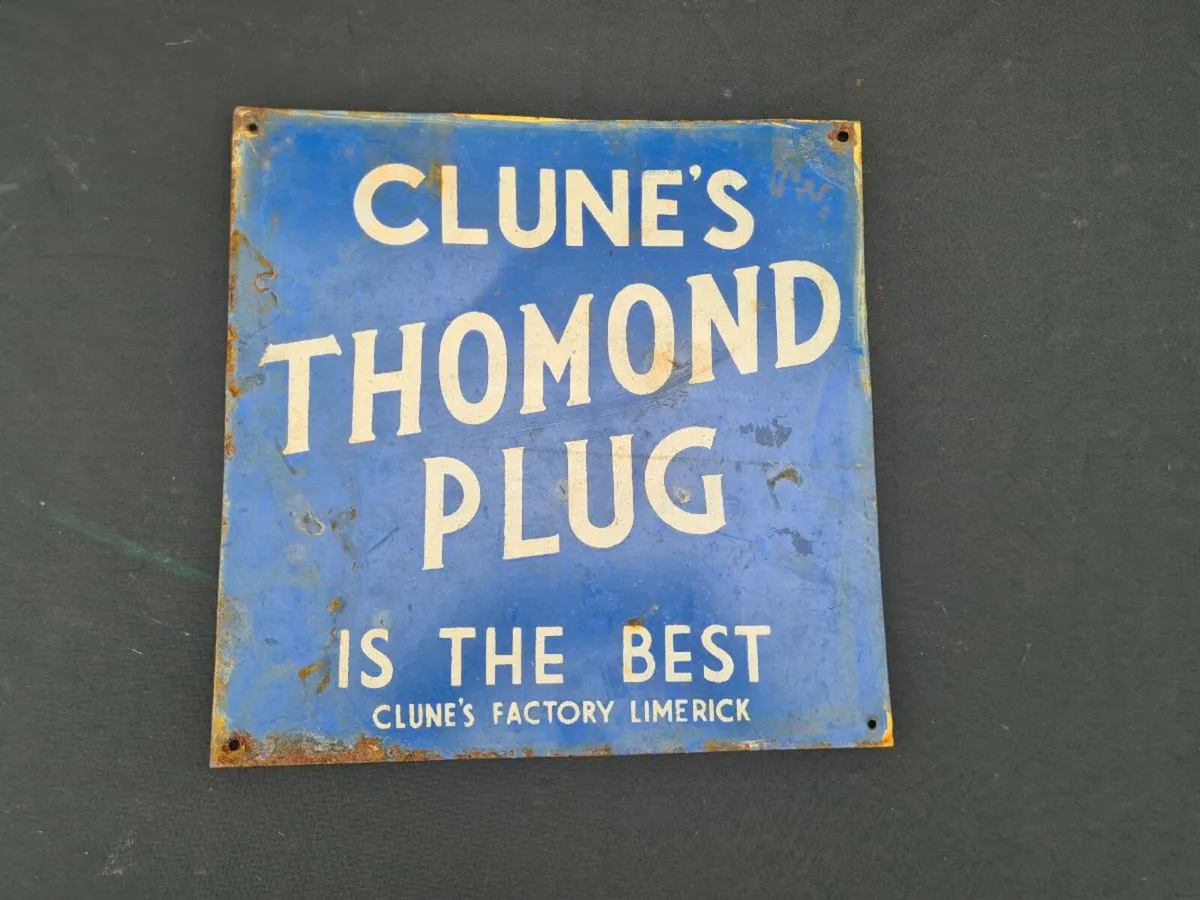 CLUNE'S
THOMOND
PLUG
IS THE BEST
CLUNE'S FACTORY LIMERICK